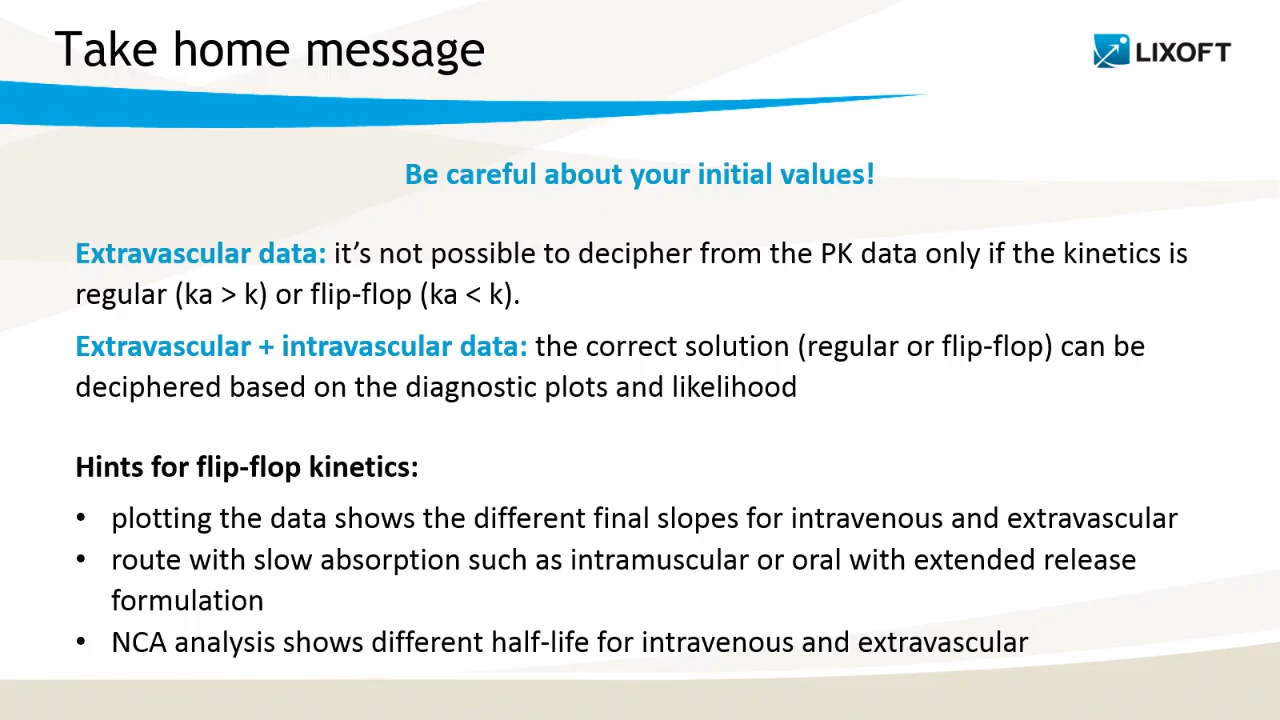 Take home message
LIXOFT
Be careful about your initial values!
Extravascular data: it’s not possible to decipher from the PK data only if the kinetics is
regular (ka > k) or flip-flop (ka < k).
Extravascular + intravascular data: the correct solution (regular or flip-flop) can be
deciphered based on the diagnostic plots and likelihood
Hints for flip-flop kinetics:
• plotting the data shows the different final slopes for intravenous and extravascular
• route with slow absorption such as intramuscular or oral with extended release
formulation
• NCA analysis shows different half-life for intravenous and extravascular